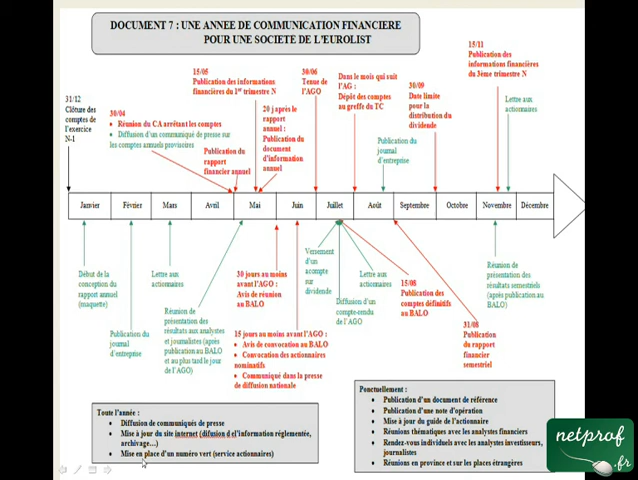 DOCUMENT 7 : UNE ANNEE DE COMMUNICATION FINANCIERE
POUR UNE SOCIETE DE L'EUROLIST
31/12
Clôture des
comptes de
l'exercice
N-1
30/04
Réunion du CA arrêtant les comptes
Diffusion d'un communiqué de presse sur
les comptes annuels provisoires
15/05
Publication des informations
financières du 1er trimestre N
Publication du
rapport
financier annuel
20 j après le
rapport
annuel :
Publication du
document
d'information
annuel
30/06
Tenue de
l'AGO
Dans le mois qui suit
l'AG :
Dépôt des comptes
au greffe du TC
Publication du
journal
d'entreprise
30/09
Date limite
pour la
distribution du
dividende
15/11
Publication des
informations financières
du 3ème trimestre N
Lettre aux
actionnaires
Janvier
Février
Mars
Avril
Mai
Juin
Juillet
Août
Septembre
Octobre
Novembre
Décembre
Début de la
conception du
rapport annuel
(maquette)
Publication du
journal
d'entreprise
Lettre aux
actionnaires
Réunion de
présentation des
résultats aux analystes
et journalistes (après
publication au BALO
et au plus tard le jour
de l'AGO)
30 jours au moins
avant l'AGO :
Avis de réunion
au BALO
15 jours au moins avant l'AGO :
Avis de convocation au BALO
Convocation des actionnaires
nominatifs
Communiqué dans la presse
de diffusion nationale
Versement
d'un
acompte
sur
dividende
Diffusion d'un
compte-rendu
de l'AGO
Lettre aux
actionnaires
15/08
Publication des
comptes définitifs
au BALO
31/08
Publication
du rapport
financier
semestriel
Réunion de
présentation des
résultats semestriels
(après publication au
BALO)
Toute l'année :
Diffusion de communiqués de presse
Mise à jour du site internet (difusion d el'information réglementée,
archivage…)
Mise en place d'un numéro vert (service actionnaires)
Ponctuellement :
Publication d'un document de référence
Publication d'une note d'opération
Mise à jour du guide de l'actionnaire
Réunions thématiques avec les analystes financiers
Rendez-vous individuels avec les analystes investisseurs,
journalistes
Réunions en province et sur les places étrangères
netprof
.fr